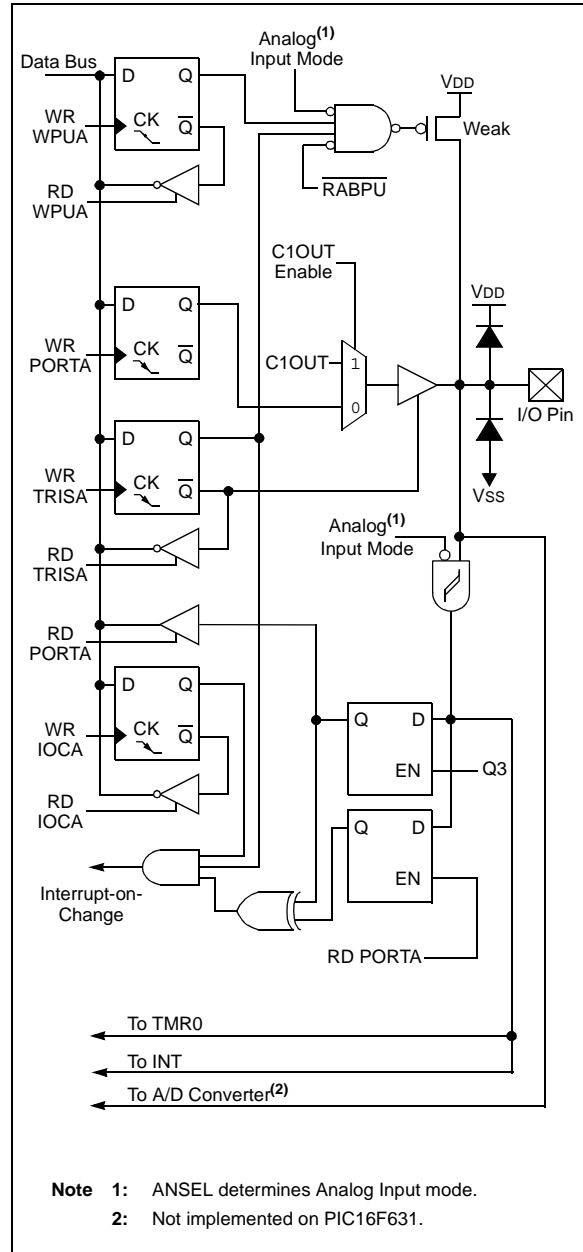 Analog(1)
Input Mode
Data Bus
D Q
VDD
WR
WPUA
CK Q
Weak
RD
WPUA
RABPU
C1OUT
Enable
D Q
VDD
WR
PORTA
CK Q
C1OUT
1
0
I/O Pin
D Q
WR
TRISA
CK Q
VSS
Analog(1)
Input Mode
RD
TRISA
RD
PORTA
D Q
WR
IOCA
CK Q
Q D
EN
Q3
RD
IOCA
Q D
EN
Interrupt-on-
Change
RD PORTA
To TMR0
To INT
To A/D Converter(2)
Note 1: ANSEL determines Analog Input mode.
2: Not implemented on PIC16F631.